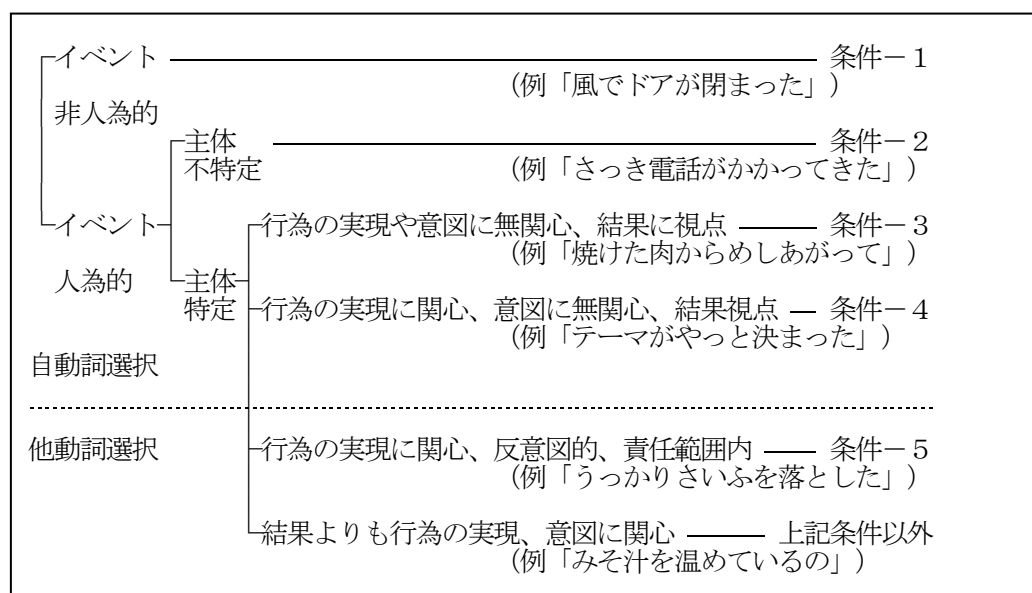 イベント 条件－１
（例「風でドアが閉まった」）
非人為的
主体 条件－２
不特定 （例「さっき電話がかかってきた」）
イベント 行為の実現や意図に無関心、結果に視点 条件－３
（例「焼けた肉からめしあがって」）
人為的 主体
特定 行為の実現に関心、意図に無関心、結果視点 条件－４
（例「テーマがやっと決まった」）
自動詞選択
他動詞選択 行為の実現に関心、反意図的、責任範囲内 条件－５
（例「うっかりさいふを落とした」）
結果よりも行為の実現、意図に関心 上記条件以外
（例「みそ汁を温めているの」）